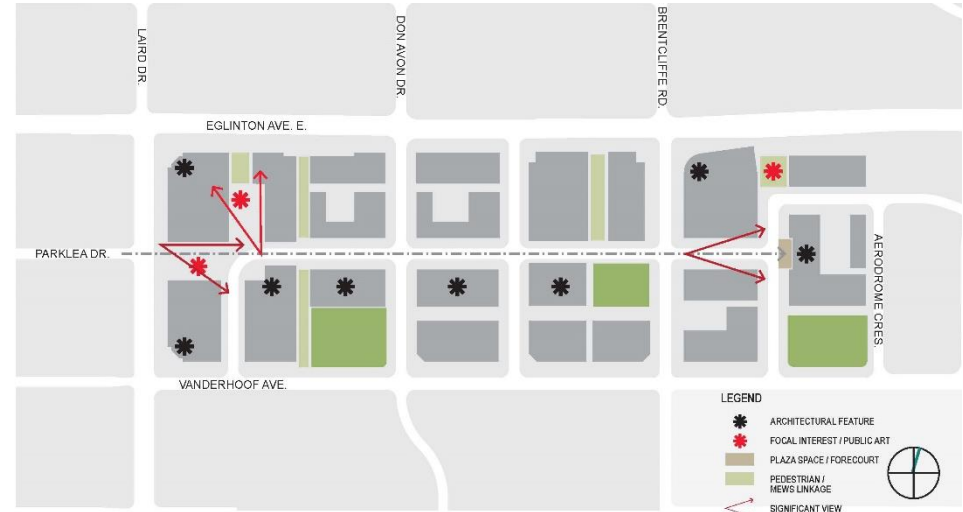 LAIRD DR.
DON AVON DR.
BRENTCLIFFE RD.
EGLINTON AVE. E.
PARKLEA DR.
AERODROME CRES.
VANDERHOOF AVE.
LEGEND
ARCHITECTURAL FEATURE
FOCAL INTEREST / PUBLIC ART
PLAZA SPACE / FORECOURT
PEDESTRIAN /
MEWS LINKAGE
SIGNIFICANT VIEW